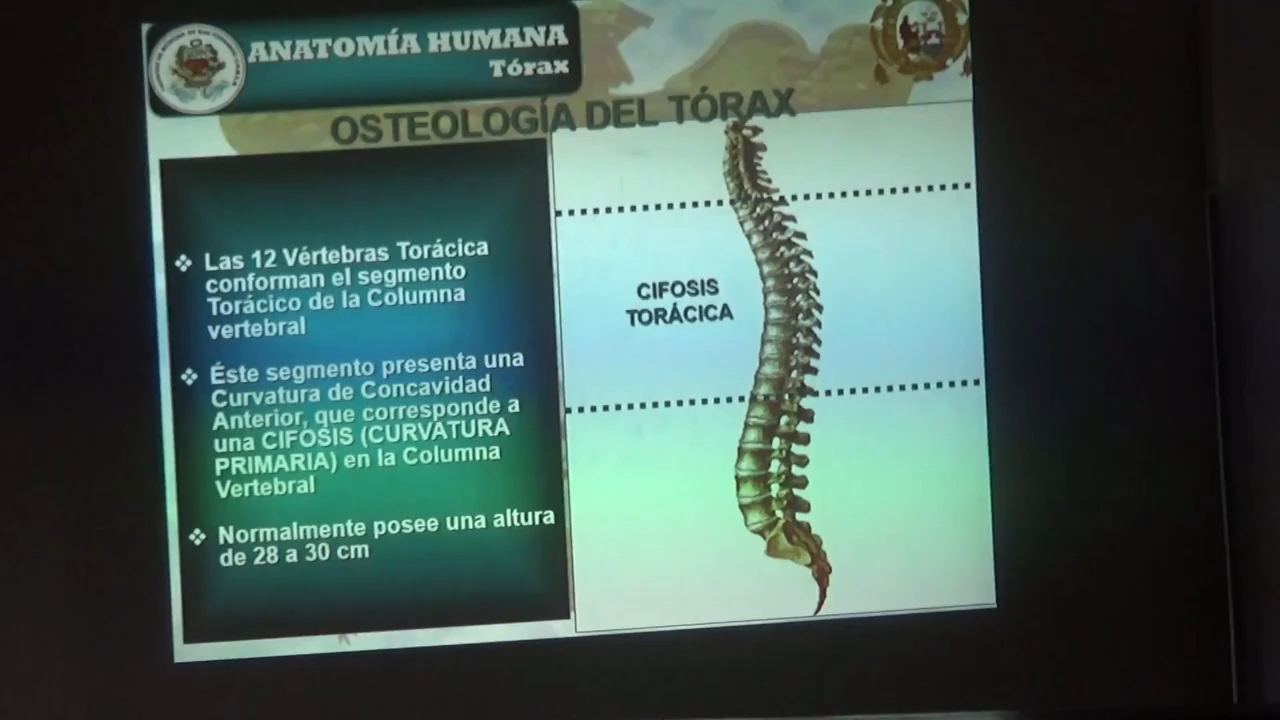 ANATOMÍA HUMANA
Tórax
OSTEOLOGÍA DEL TÓRAX
❖ Las 12 Vértebras Torácica
conforman el segmento
Torácico de la Columna
vertebral
❖ Éste segmento presenta una
Curvatura de Concavidad
Anterior, que corresponde a
una CIFOSIS (CURVATURA
PRIMARIA) en la Columna
Vertebral
❖ Normalmente posee una altura
de 28 a 30 cm
CIFOSIS
TORÁCICA